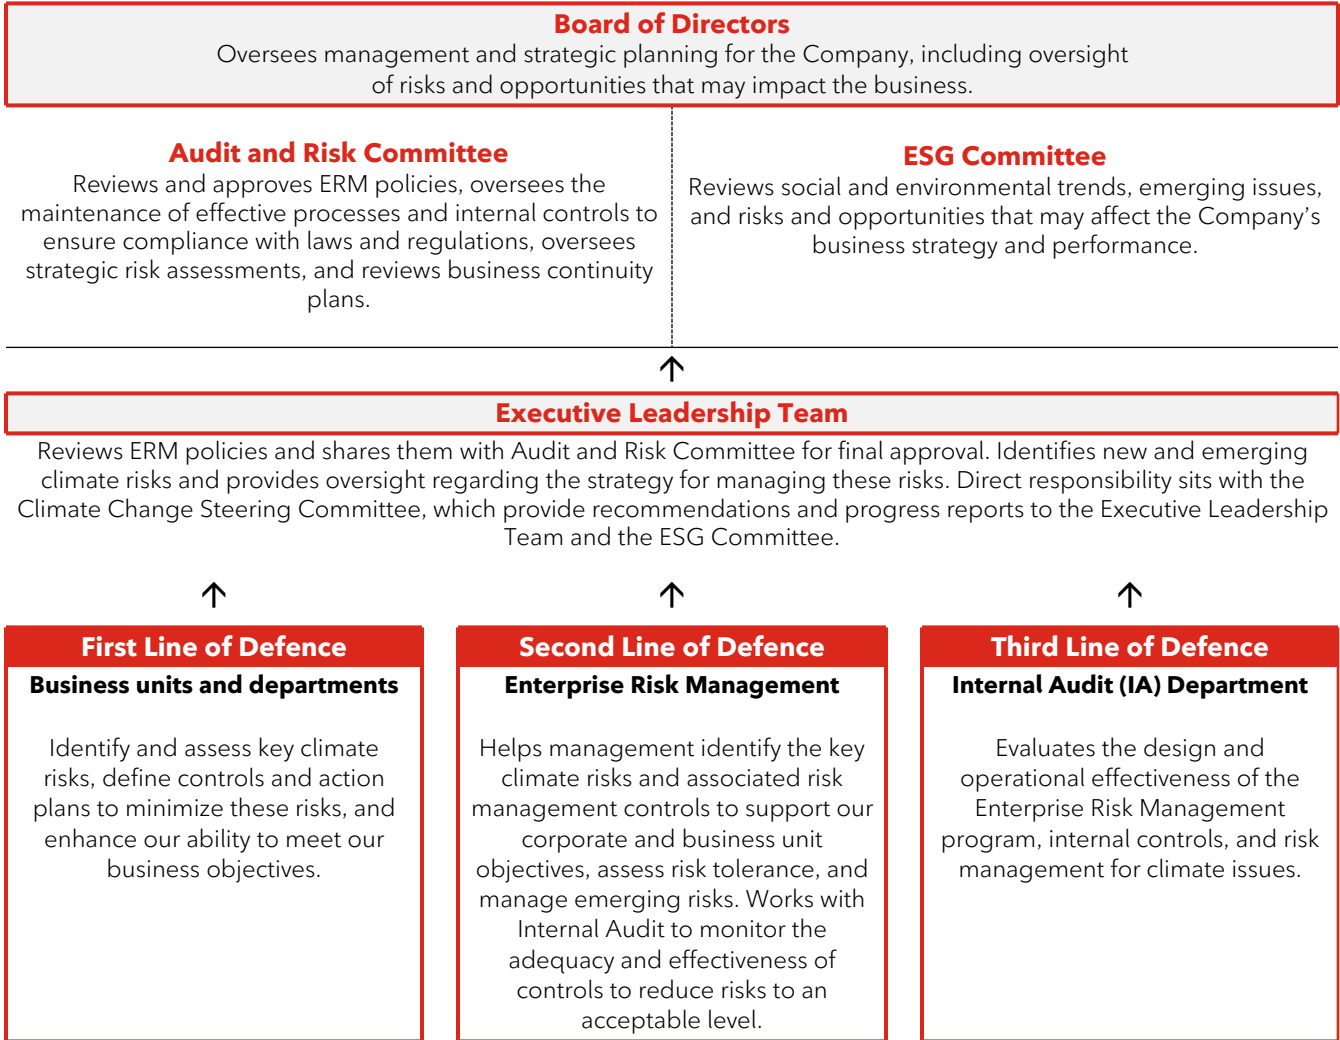 Board of Directors
Oversees management and strategic planning for the Company, including oversight
of risks and opportunities that may impact the business.
Audit and Risk Committee
Reviews and approves ERM policies, oversees the
maintenance of effective processes and internal controls to
ensure compliance with laws and regulations, oversees
strategic risk assessments, and reviews business continuity
plans.
ESG Committee
Reviews social and environmental trends, emerging issues,
and risks and opportunities that may affect the Company’s
business strategy and performance.
Executive Leadership Team
Reviews ERM policies and shares them with Audit and Risk Committee for final approval. Identifies new and emerging
climate risks and provides oversight regarding the strategy for managing these risks. Direct responsibility sits with the
Climate Change Steering Committee, which provide recommendations and progress reports to the Executive Leadership
Team and the ESG Committee.
First Line of Defence
Business units and departments
Identify and assess key climate
risks, define controls and action
plans to minimize these risks, and
enhance our ability to meet our
business objectives.
Second Line of Defence
Enterprise Risk Management
Helps management identify the key
climate risks and associated risk
management controls to support our
corporate and business unit
objectives, assess risk tolerance, and
manage emerging risks. Works with
Internal Audit to monitor the
adequacy and effectiveness of
controls to reduce risks to an
acceptable level.
Third Line of Defence
Internal Audit (IA) Department
Evaluates the design and
operational effectiveness of the
Enterprise Risk Management
program, internal controls, and risk
management for climate issues.